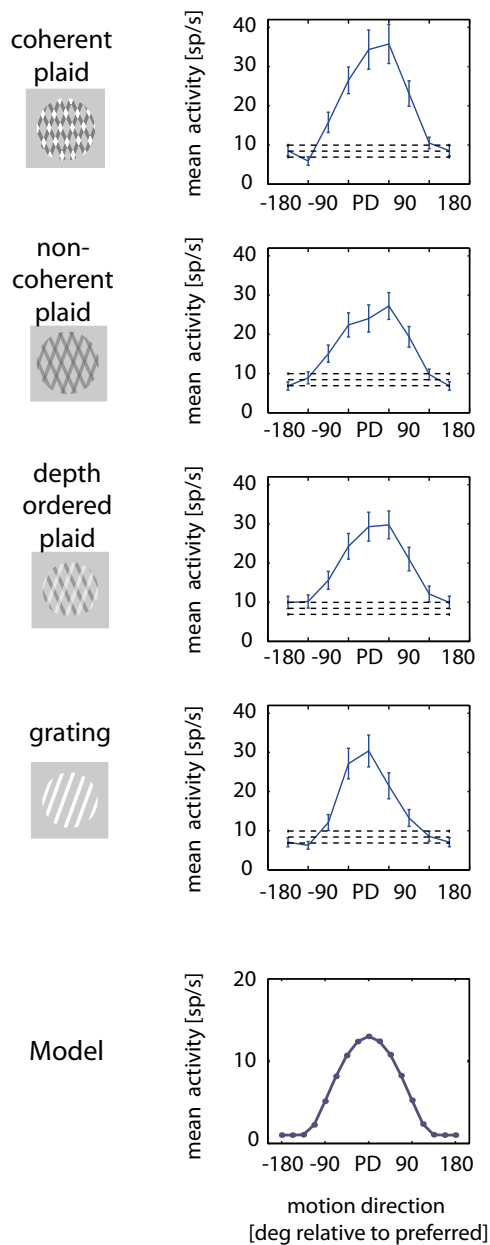 coherent
plaid
mean activity [sp/s]
40
30
20
10
0
-180 -90 PD 90 180
non-
coherent
plaid
mean activity [sp/s]
40
30
20
10
0
-180 -90 PD 90 180
depth
ordered
plaid
mean activity [sp/s]
40
30
20
10
0
-180 -90 PD 90 180
grating
mean activity [sp/s]
40
30
20
10
0
-180 -90 PD 90 180
Model
mean activity [sp/s]
20
10
0
-180 -90 PD 90 180
motion direction
[deg relative to preferred]